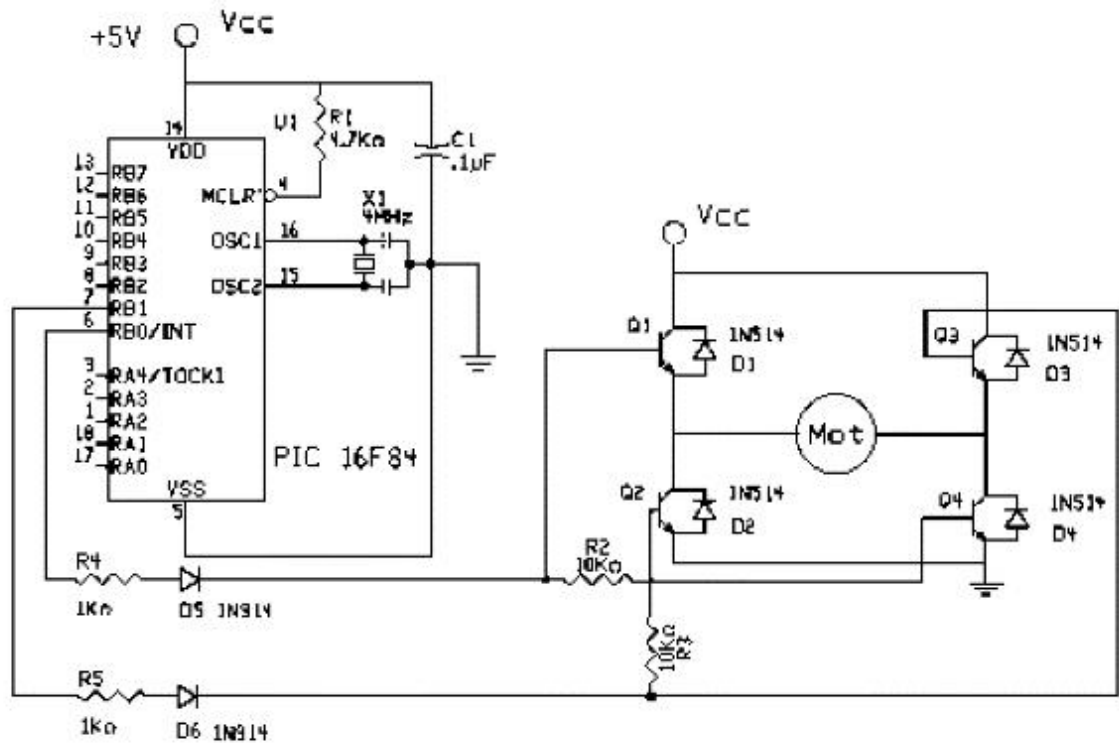 +5V
Vcc
14
VDD
U1
R1
4.7KΩ
C1
.1µF
13 RB7
12 RB6
11 RB5
10 RB4
9 RB3
8 RB2
7 RB1
6 RB0/INT
3 RA4/TOCK1
2 RA3
1 RA2
18 RA1
17 RA0
MCLR 4
OSC1 16
OSC2 15
X1
4MHz
PIC 16F84
VSS
5
Vcc
Q1
1N514
D1
Q3
1N514
D3
Mot
Q2
1N514
D2
Q4
1N514
D4
R4
1KΩ
D5 1N914
R2
10KΩ
10KΩ
R3
R5
1KΩ
D6 1N914